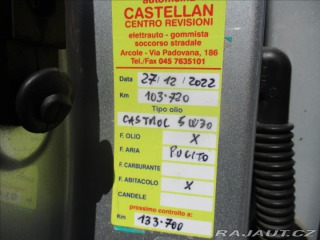 CASTELLAN
CENTRO REVISIONI
elettrauto - gommista
soccorso stradale
Arcole - Via Padovana, 186
Tel./Fax 045 7635101
Data 27/12/2022
Km 103.720
Tipo olio
CASTROL 5W30
F. OLIO X
F. ARIA PULITO
F. CARBURANTE
F. ABITACOLO X
CANDELE
prossimo controllo a:
Km 133.700
RAJAUT.CZ